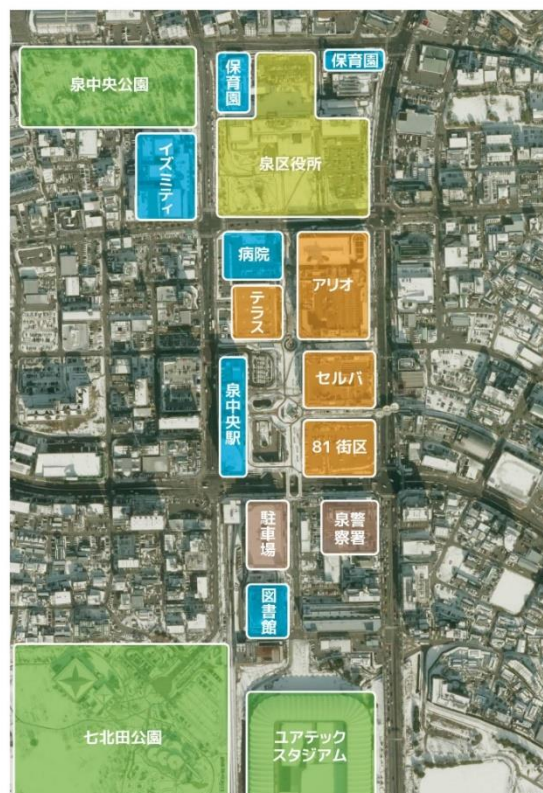 泉中央公園
保育園
保育園
イズミティ
泉区役所
病院
アリオ
テラス
セルバ
泉中央駅
81 街区
駐車場
泉警
察署
図書館
七北田公園
ユアテック
スタジアム